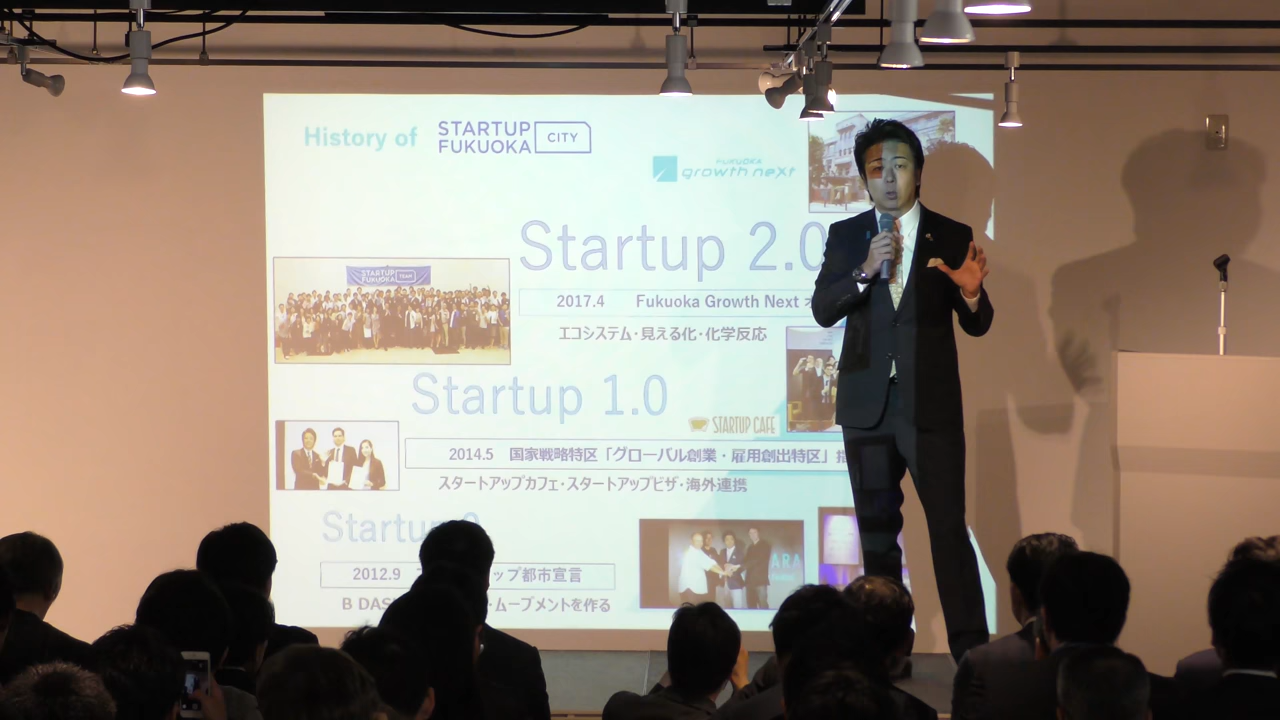 History of STARTUP FUKUOKA CITY
FUKUOKA
growth neXt
Startup 2.0
STARTUP
FUKUOKA TEAM
2017.4 Fukuoka Growth Next
エコシステム・見える化・化学反応
Startup 1.0
STARTUP CAFE
2014.5 国家戦略特区「グローバル創業・雇用創出特区」
スタートアップカフェ・スタートアップビザ・海外連携
Startup
2012.9 ップ都市宣言
B DAS ・ムーブメントを作る
ARA